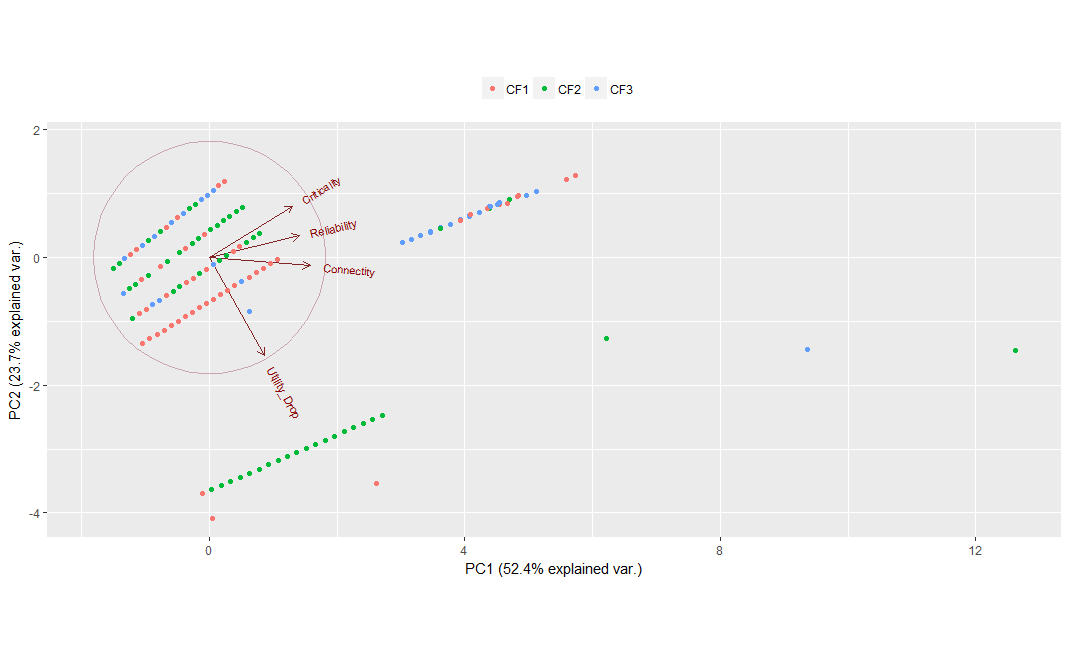 CF1 CF2 CF3
2
Criticality
Reliability
0
Connectity
-2
Utility_Drop
-4
PC2 (23.7% explained var.)
0 4 8 12
PC1 (52.4% explained var.)